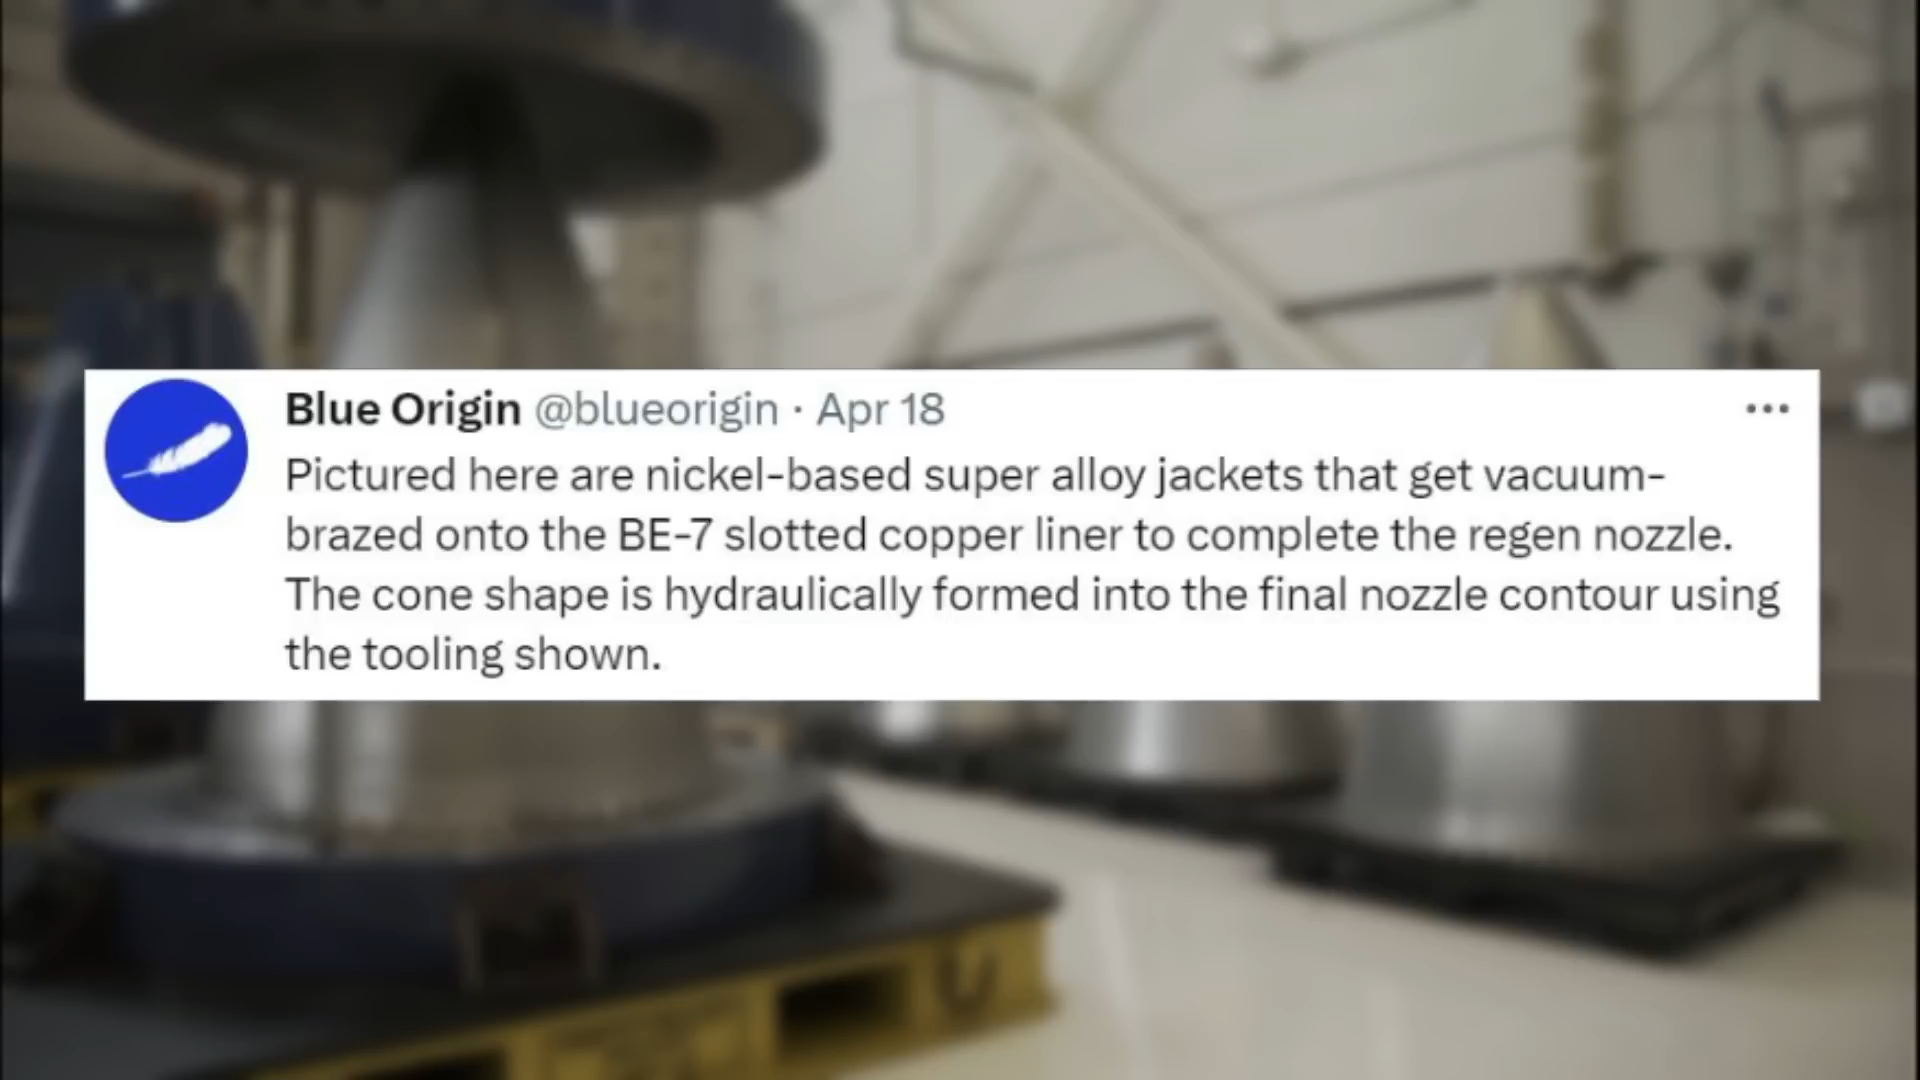 Blue Origin @blueorigin · Apr 18
Pictured here are nickel-based super alloy jackets that get vacuum-
brazed onto the BE-7 slotted copper liner to complete the regen nozzle.
The cone shape is hydraulically formed into the final nozzle contour using
the tooling shown.